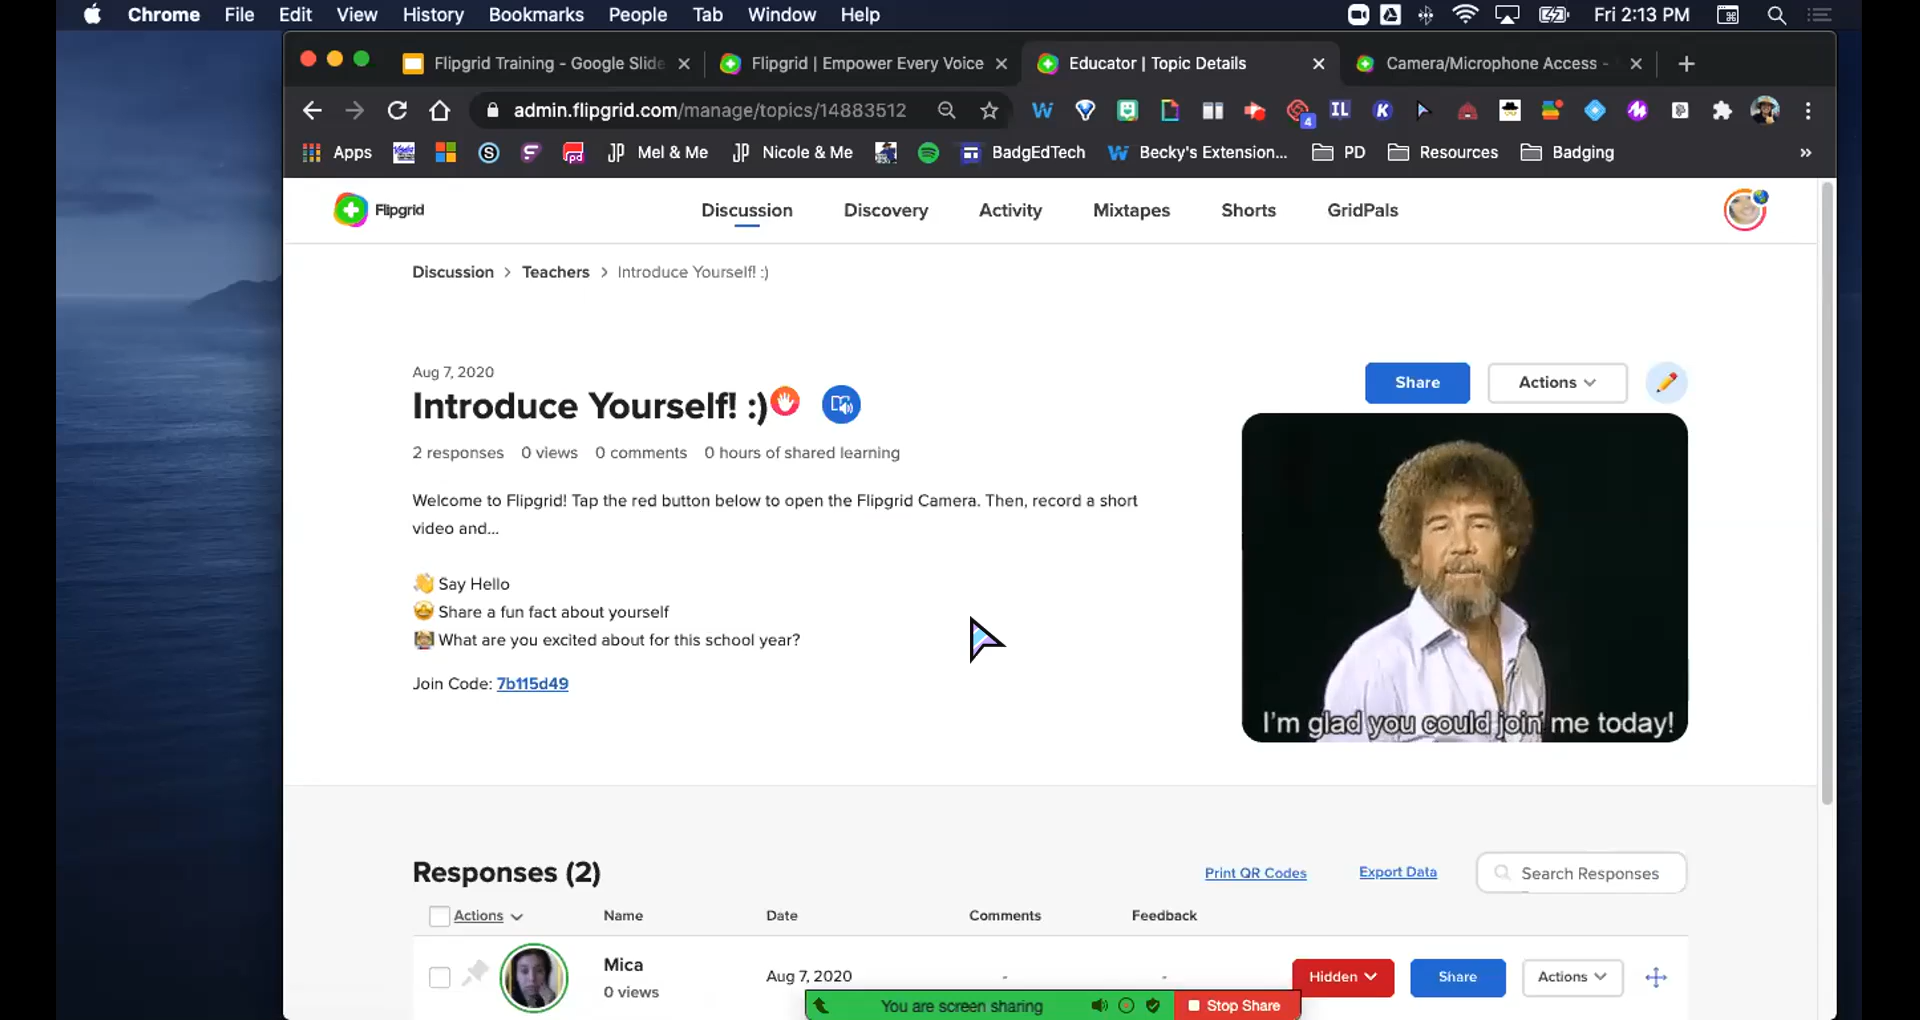 Chrome File Edit View History Bookmarks People Tab Window Help Fri 2:13 PM
Flipgrid Training - Google Slide Flipgrid | Empower Every Voice Educator | Topic Details Camera/Microphone Access -
admin.flipgrid.com/manage/topics/14883512 4 IL K
Apps Mel & Me Nicole & Me BadgEdTech Becky's Extension... PD Resources Badging »
Flipgrid Discussion Discovery Activity Mixtapes Shorts GridPals
Discussion > Teachers > Introduce Yourself! :)
Aug 7, 2020
Introduce Yourself! :)
Share Actions
2 responses 0 views 0 comments 0 hours of shared learning
Welcome to Flipgrid! Tap the red button below to open the Flipgrid Camera. Then, record a short
video and...
👋 Say Hello
🤩 Share a fun fact about yourself
What are you excited about for this school year?
Join Code: 7b115d49
I'm glad you could join me today!
Responses (2) Print QR Codes Export Data Search Responses
Actions Name Date Comments Feedback
Mica Aug 7, 2020 - - Hidden Share Actions
0 views
You are screen sharing Stop Share